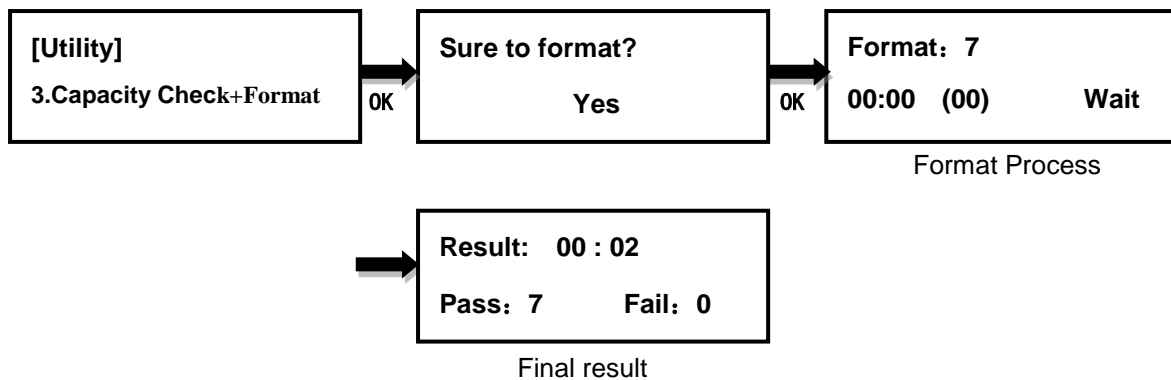 [Utility]
3.Capacity Check+Format
OK
Sure to format?
Yes
OK
Format：7
00:00 (00) Wait
Format Process
Result: 00 : 02
Pass：7 Fail：0
Final result